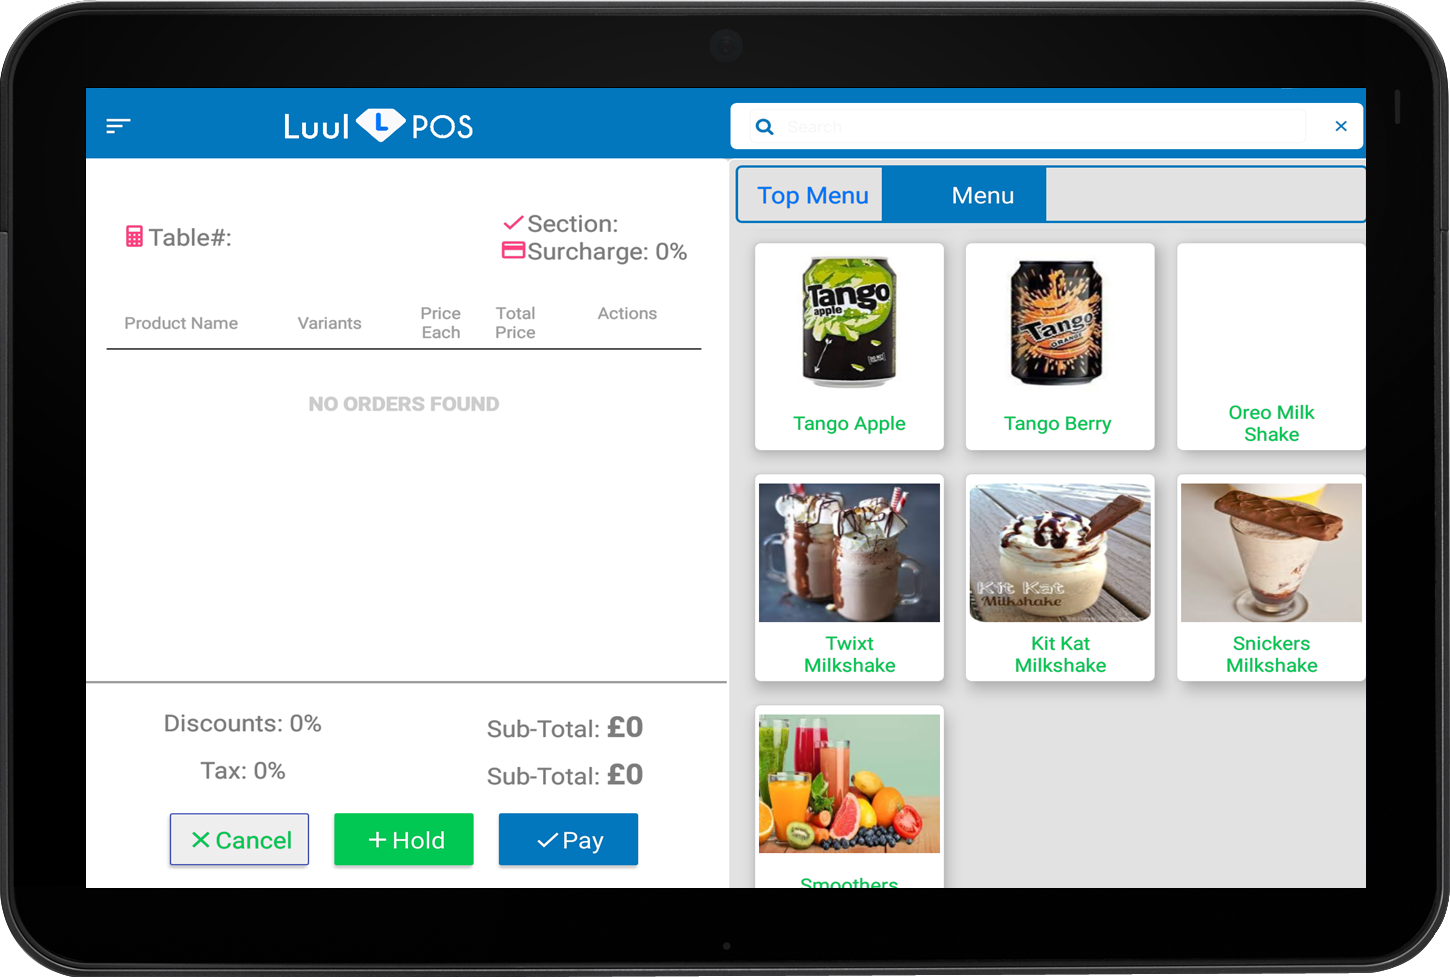 Luul L POS
Search
Table#:
Section:
Surcharge: 0%
Product Name
Variants
Price
Each
Total
Price
Actions
NO ORDERS FOUND
Discounts: 0%
Sub-Total: £0
Tax: 0%
Sub-Total: £0
Cancel
Hold
Pay
Top Menu
Menu
Tango
apple
Tango Apple
Tango
ORANGE
Tango Berry
Oreo Milk
Shake
Twixt
Milkshake
Kit Kat
Milkshake
Kit Kat
Milkshake
Snickers
Milkshake
Smoothers